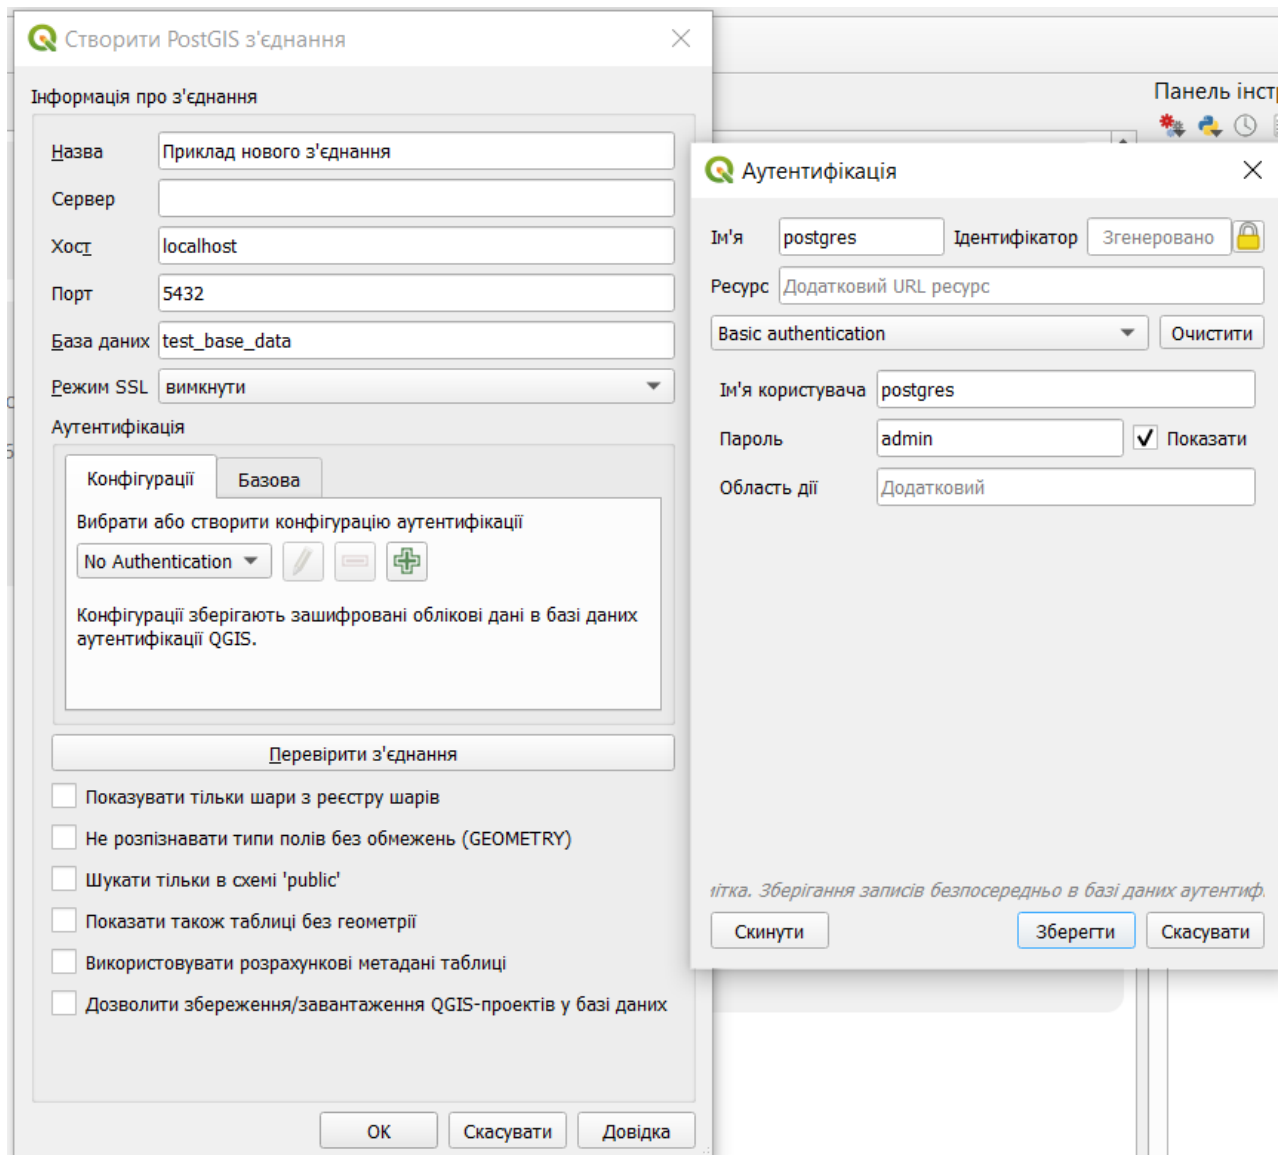 Створити PostGIS з'єднання
Інформація про з'єднання
Назва Приклад нового з'єднання
Сервер
Хост localhost
Порт 5432
База даних test_base_data
Режим SSL вимкнути
Аутентифікація
Конфігурації Базова
Вибрати або створити конфігурацію аутентифікації
No Authentication
Конфігурації зберігають зашифровані облікові дані в базі даних
аутентифікації QGIS.
Перевірити з'єднання
Показувати тільки шари з реєстру шарів
Не розпізнавати типи полів без обмежень (GEOMETRY)
Шукати тільки в схемі 'public'
Показати також таблиці без геометрії
Використовувати розрахункові метадані таблиці
Дозволити збереження/завантаження QGIS-проектів у базі даних
ОК Скасувати Довідка
Панель інстр
Аутентифікація
Ім'я postgres Ідентифікатор Згенеровано
Ресурс Додатковий URL ресурс
Basic authentication Очистити
Ім'я користувача postgres
Пароль admin Показати
Область дії Додатковий
Зберігання записів безпосередньо в базі даних
Скинути Зберегти Скасувати